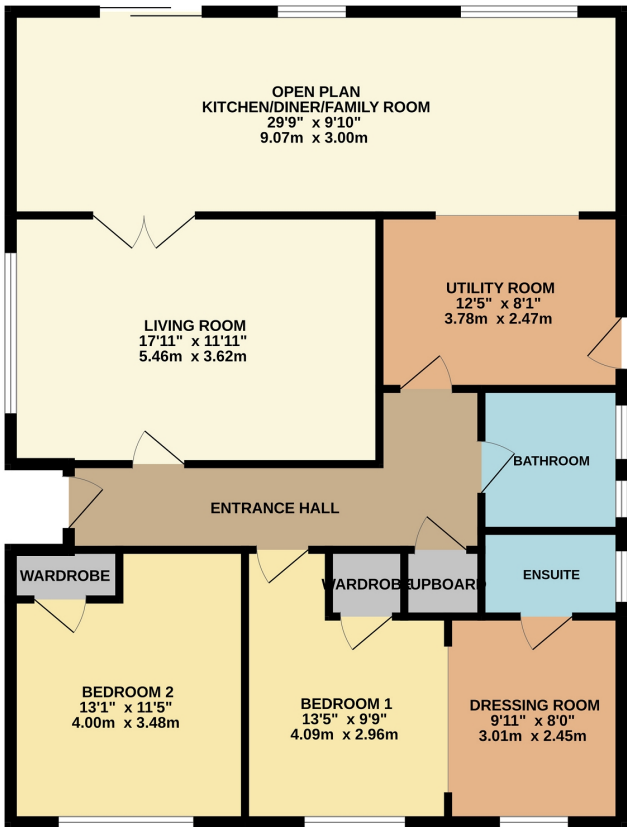 OPEN PLAN
KITCHEN/DINER/FAMILY ROOM
29'9" x 9'10"
9.07m x 3.00m
UTILITY ROOM
12'5" x 8'1"
3.78m x 2.47m
LIVING ROOM
17'11" x 11'11"
5.46m x 3.62m
BATHROOM
ENTRANCE HALL
WARDROBE
WARDROBE
CUPBOARD
ENSUITE
BEDROOM 2
13'1" x 11'5"
4.00m x 3.48m
BEDROOM 1
13'5" x 9'9"
4.09m x 2.96m
DRESSING ROOM
9'11" x 8'0"
3.01m x 2.45m